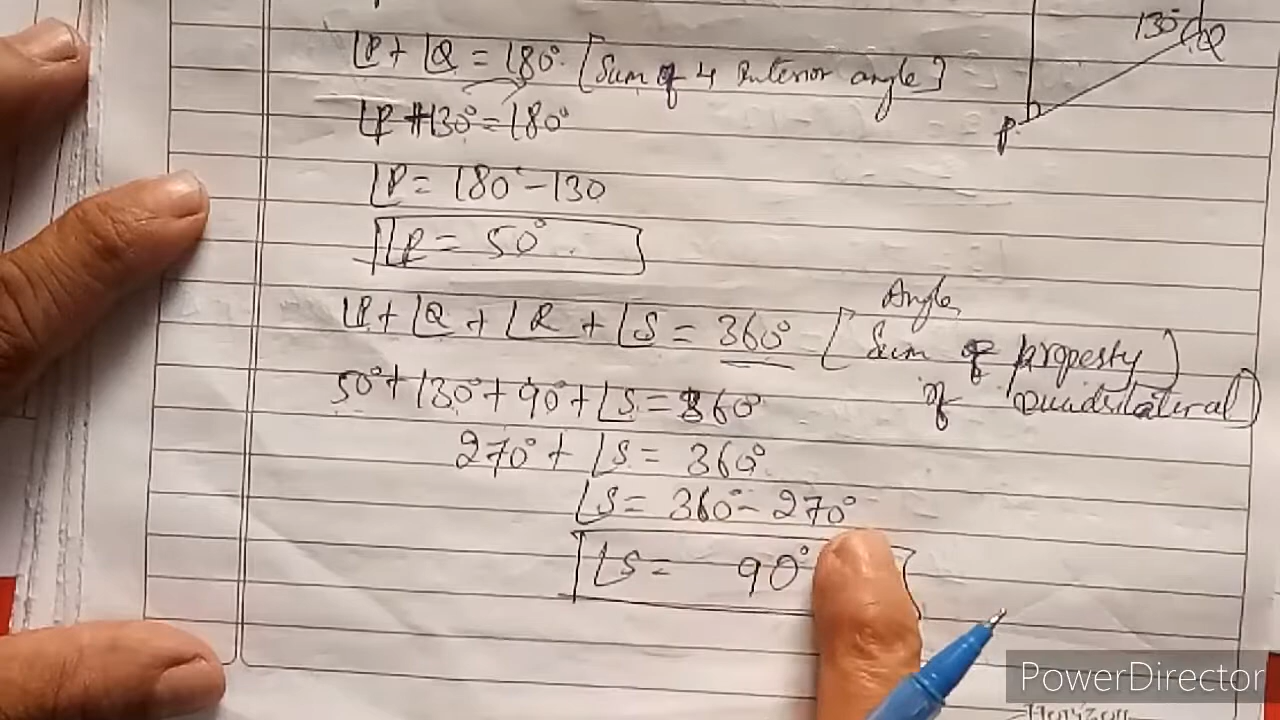 130° Q
∠P + ∠Q = 180° [Sum of 4 Interior angle]
P
∠P + 130° = 180°
∠P = 180° - 130
∠P = 50°
Angle
∠P + ∠Q + ∠R + ∠S = 360° [Sum of property]
50° + 130° + 90° + ∠S = 360° of Quadrilateral)
270° + ∠S = 360°
∠S = 360° - 270°
∠S = 90°
PowerDirector